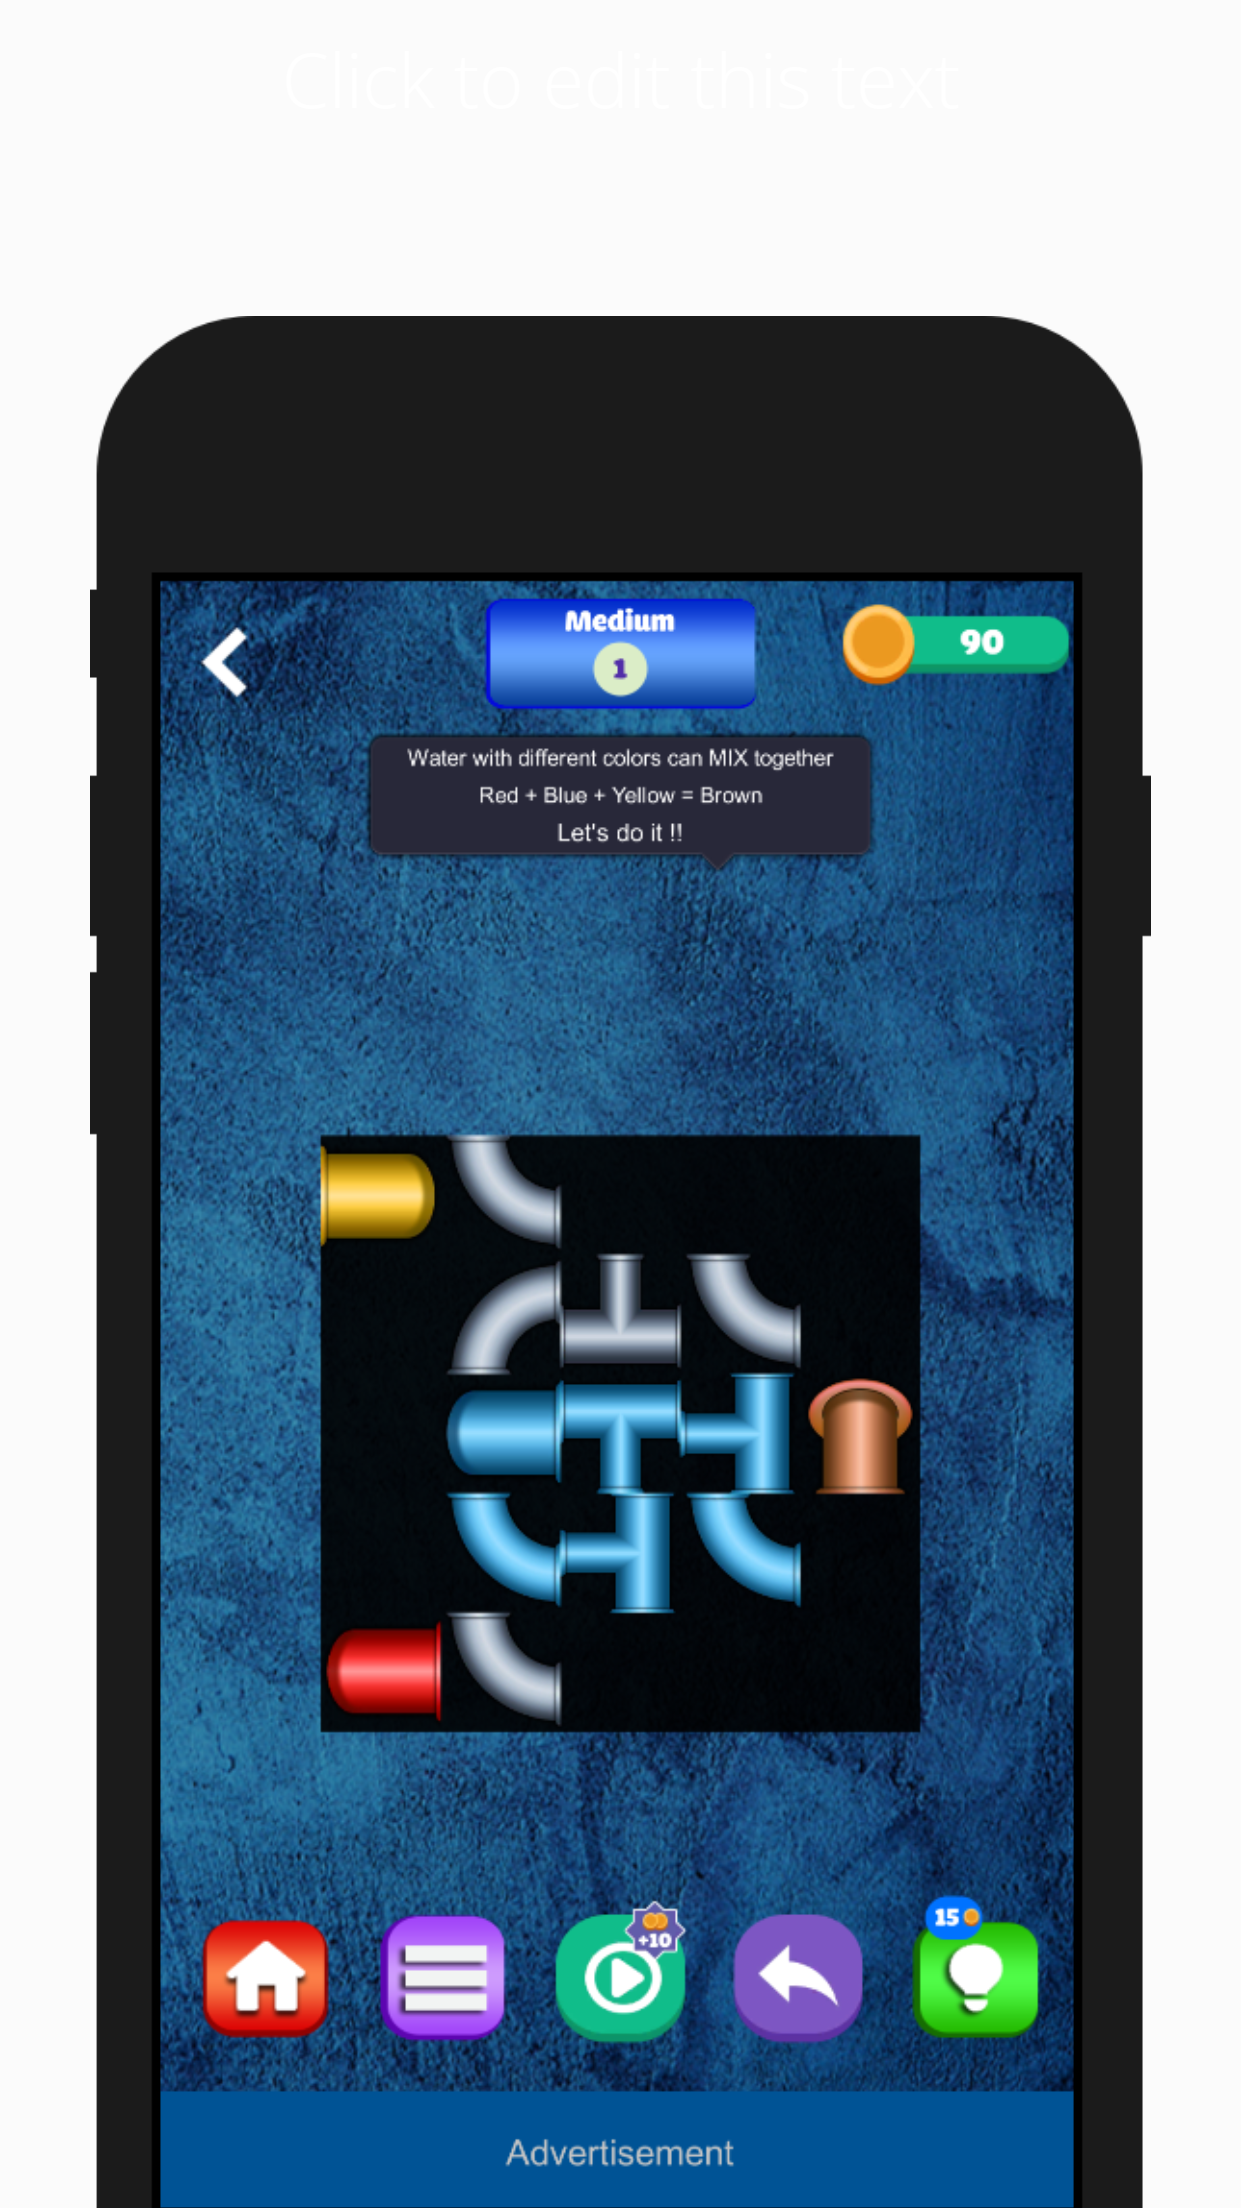 Click to edit this text
Medium
1
90
Water with different colors can MIX together
Red + Blue + Yellow = Brown
Let's do it !!
+10
15
Advertisement